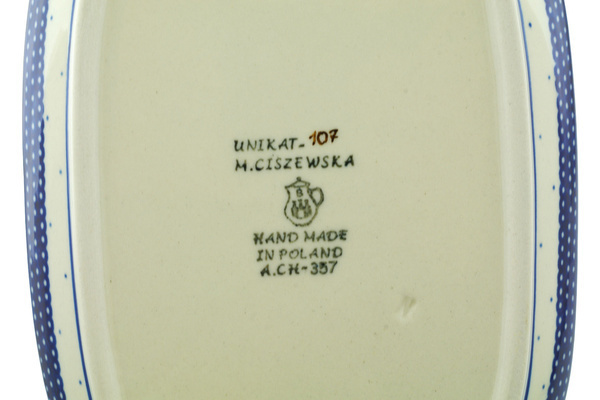 UNIKAT-107
M.CISZEWSKA
HAND MADE
IN POLAND
A.CH-357